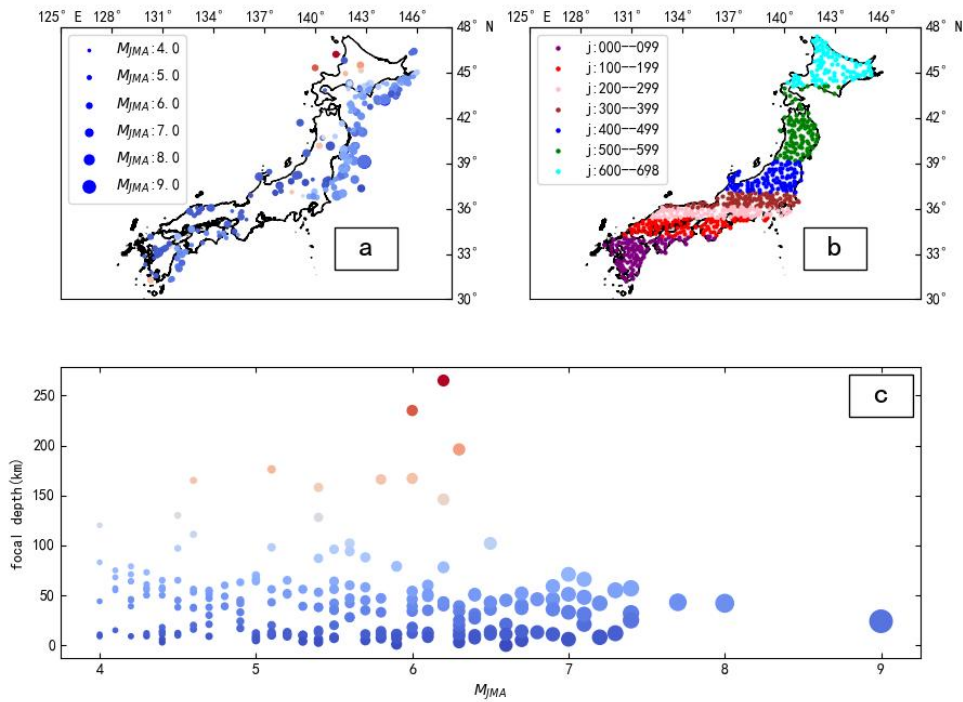 125° E 128° 131° 134° 137° 140° 143° 146° N
48°
45°
42°
39°
36°
33°
30°
M_JMA:4.0
M_JMA:5.0
M_JMA:6.0
M_JMA:7.0
M_JMA:8.0
M_JMA:9.0
a
125° E 128° 131° 134° 137° 140° 143° 146° N
48°
45°
42°
39°
36°
33°
30°
j:000——099
j:100——199
j:200——299
j:300——399
j:400——499
j:500——599
j:600——698
b
c
focal depth(km)
250
200
150
100
50
0
4 5 6 7 8 9
M_JMA